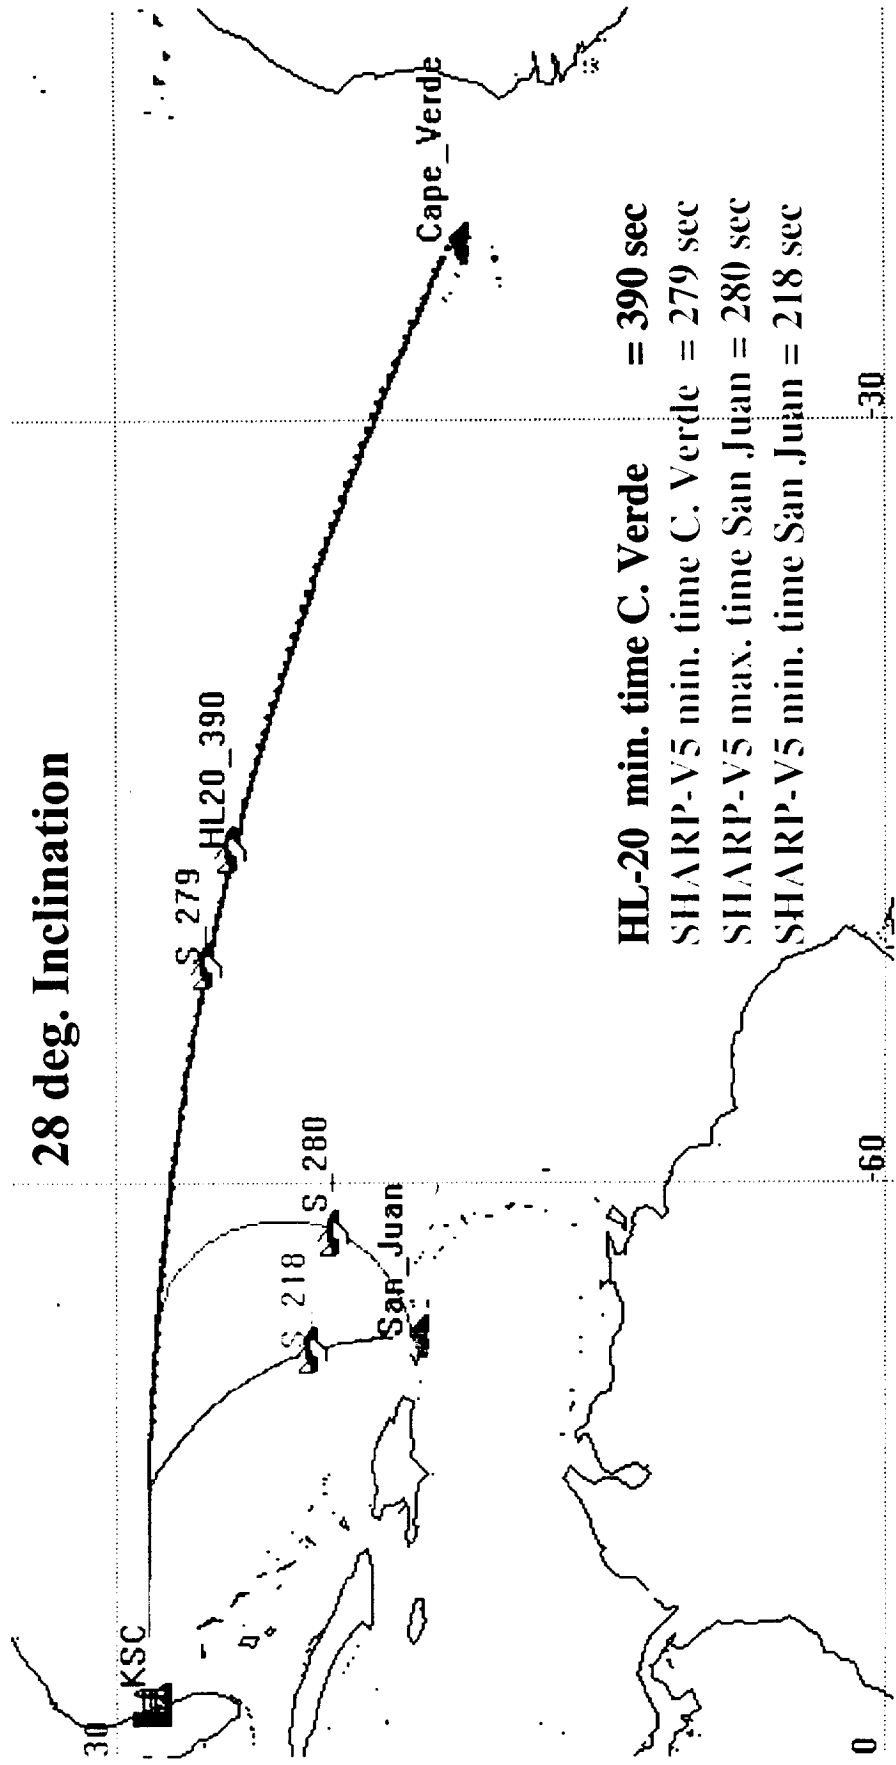 28 deg. Inclination
30
KSC
S_279
HL20_390
S_218
S_280
San_Juan
Cape_Verde
HL-20 min. time C. Verde = 390 sec
SHARP-V5 min. time C. Verde = 279 sec
SHARP-V5 max. time San Juan = 280 sec
SHARP-V5 min. time San Juan = 218 sec
0
-60
-30